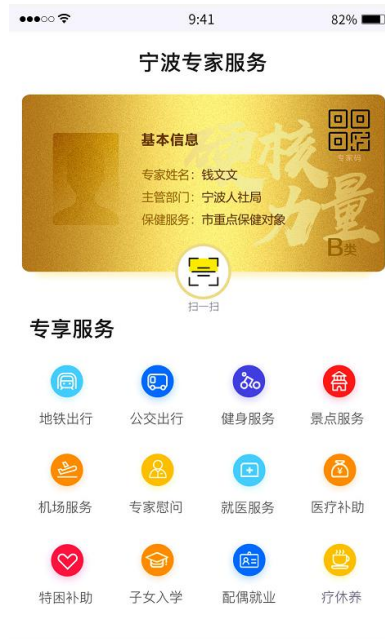 9:41
82%
宁波专家服务
硬核力量
基本信息
专家姓名：钱文文
主管部门：宁波人社局
保健服务：市重点保健对象
专家码
B类
扫一扫
专享服务
地铁出行 公交出行 健身服务 景点服务
机场服务 专家慰问 就医服务 医疗补助
特困补助 子女入学 配偶就业 疗休养